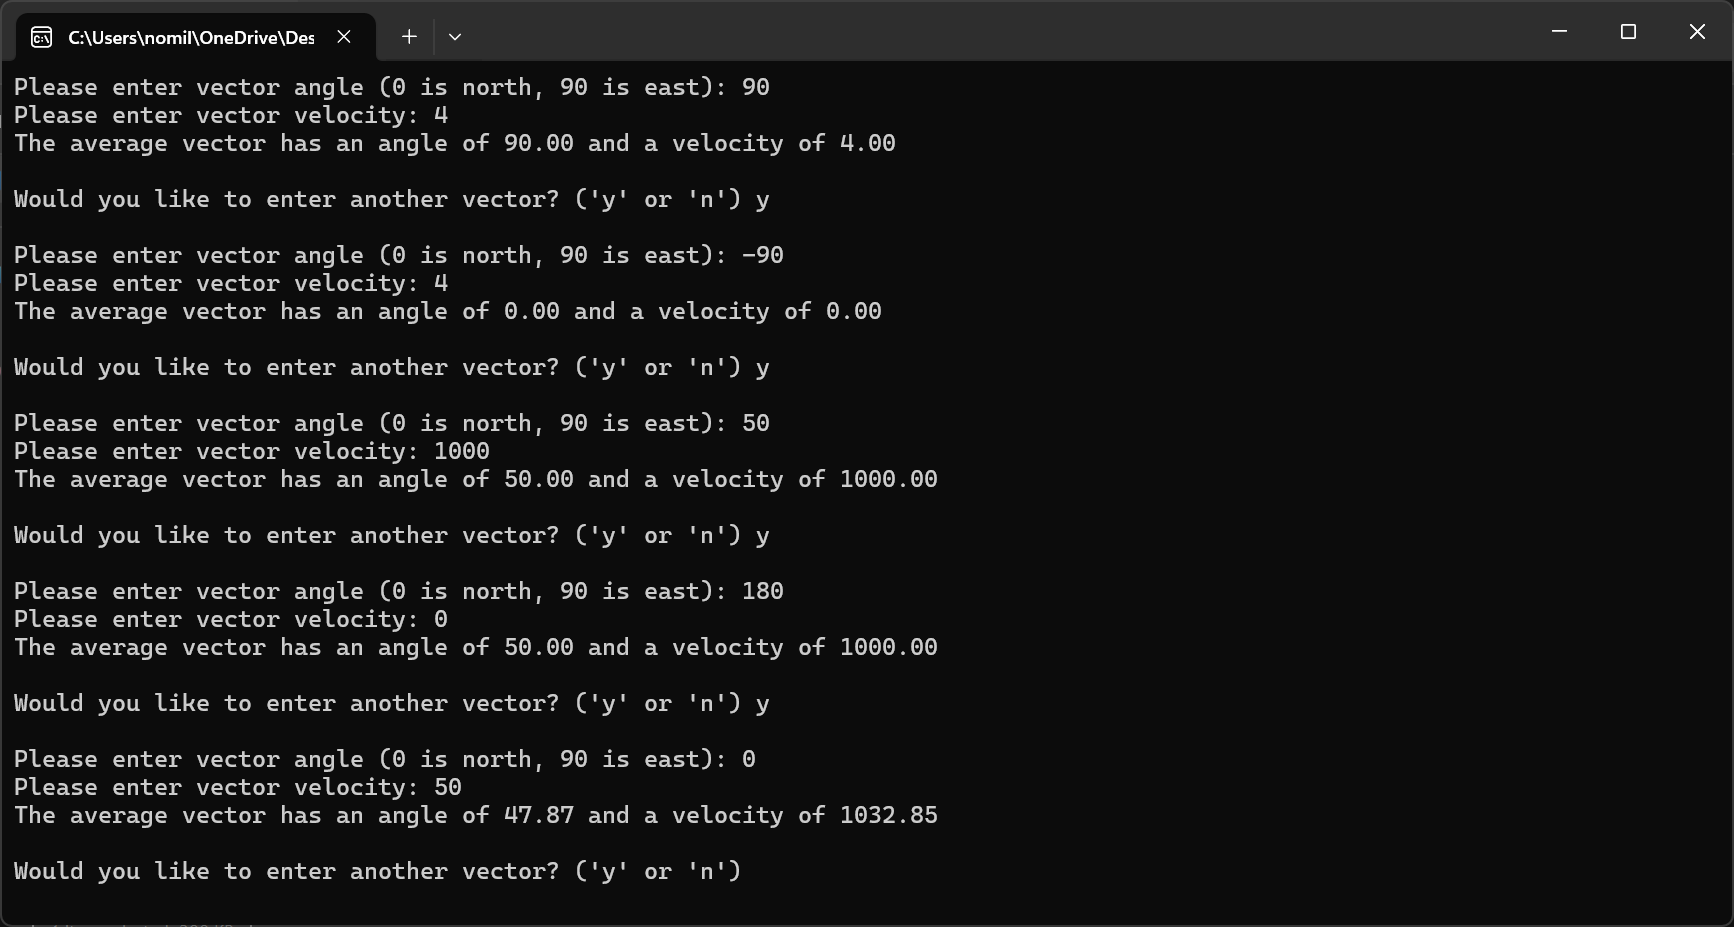 C:\Users\nomil\OneDrive\Des
Please enter vector angle (0 is north, 90 is east): 90
Please enter vector velocity: 4
The average vector has an angle of 90.00 and a velocity of 4.00
Would you like to enter another vector? ('y' or 'n') y
Please enter vector angle (0 is north, 90 is east): -90
Please enter vector velocity: 4
The average vector has an angle of 0.00 and a velocity of 0.00
Would you like to enter another vector? ('y' or 'n') y
Please enter vector angle (0 is north, 90 is east): 50
Please enter vector velocity: 1000
The average vector has an angle of 50.00 and a velocity of 1000.00
Would you like to enter another vector? ('y' or 'n') y
Please enter vector angle (0 is north, 90 is east): 180
Please enter vector velocity: 0
The average vector has an angle of 50.00 and a velocity of 1000.00
Would you like to enter another vector? ('y' or 'n') y
Please enter vector angle (0 is north, 90 is east): 0
Please enter vector velocity: 50
The average vector has an angle of 47.87 and a velocity of 1032.85
Would you like to enter another vector? ('y' or 'n')